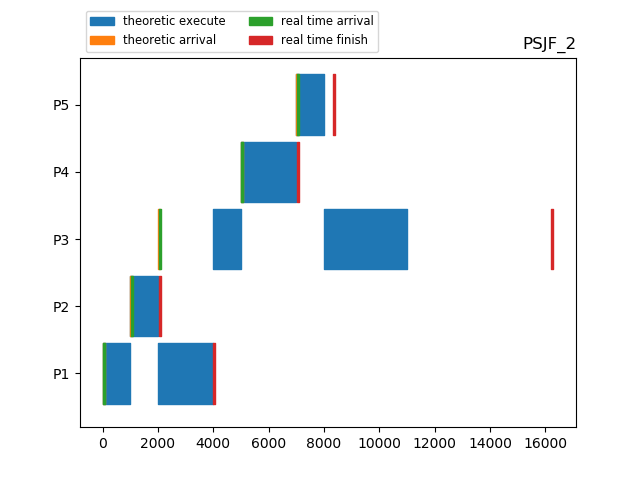 theoretic execute
theoretic arrival
real time arrival
real time finish
PSJF_2
P5
P4
P3
P2
P1
0 2000 4000 6000 8000 10000 12000 14000 16000